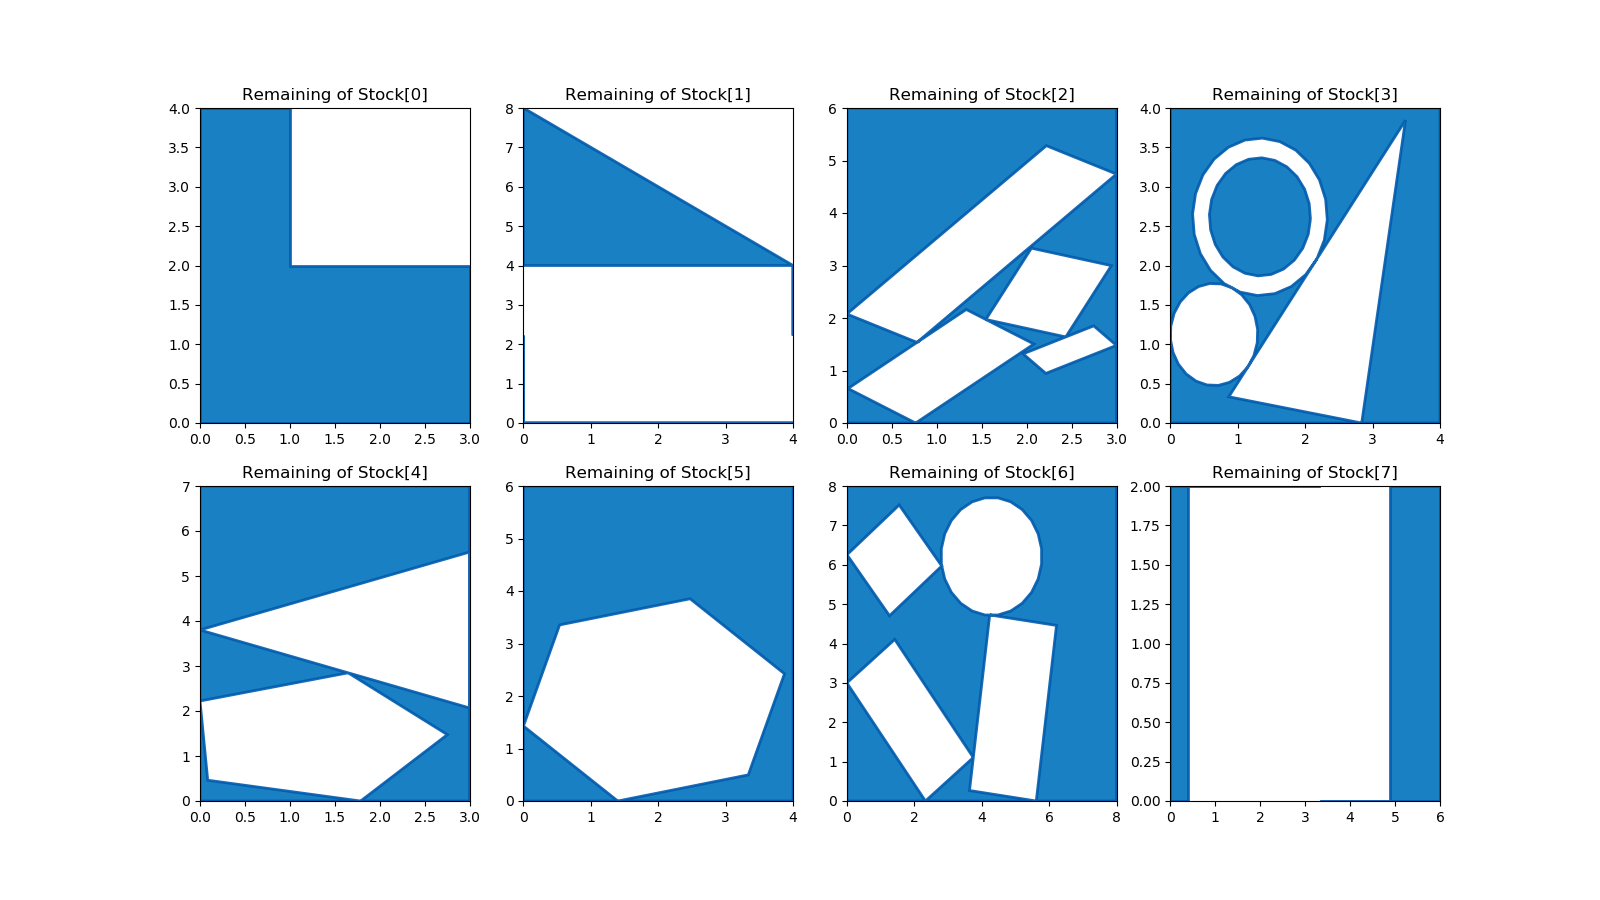 Remaining of Stock[0] Remaining of Stock[1] Remaining of Stock[2] Remaining of Stock[3]
4.0 8 6 4.0
3.5 7 3.5
5
3.0 6 3.0
4
2.5 5 2.5
2.0 4 3 2.0
1.5 3 1.5
2
1.0 2 1.0
1
0.5 1 0.5
0.0 0 0 0.0
0.0 0.5 1.0 1.5 2.0 2.5 3.0 0 1 2 3 4 0.0 0.5 1.0 1.5 2.0 2.5 3.0 0 1 2 3 4
Remaining of Stock[4] Remaining of Stock[5] Remaining of Stock[6] Remaining of Stock[7]
7 6 8 2.00
6 5 7 1.75
5 6 1.50
4 4 5 1.25
3 3 4 1.00
2 2 3 0.75
2 0.50
1 1 1 0.25
0 0 0 0.00
0.0 0.5 1.0 1.5 2.0 2.5 3.0 0 1 2 3 4 0 2 4 6 8 0 1 2 3 4 5 6